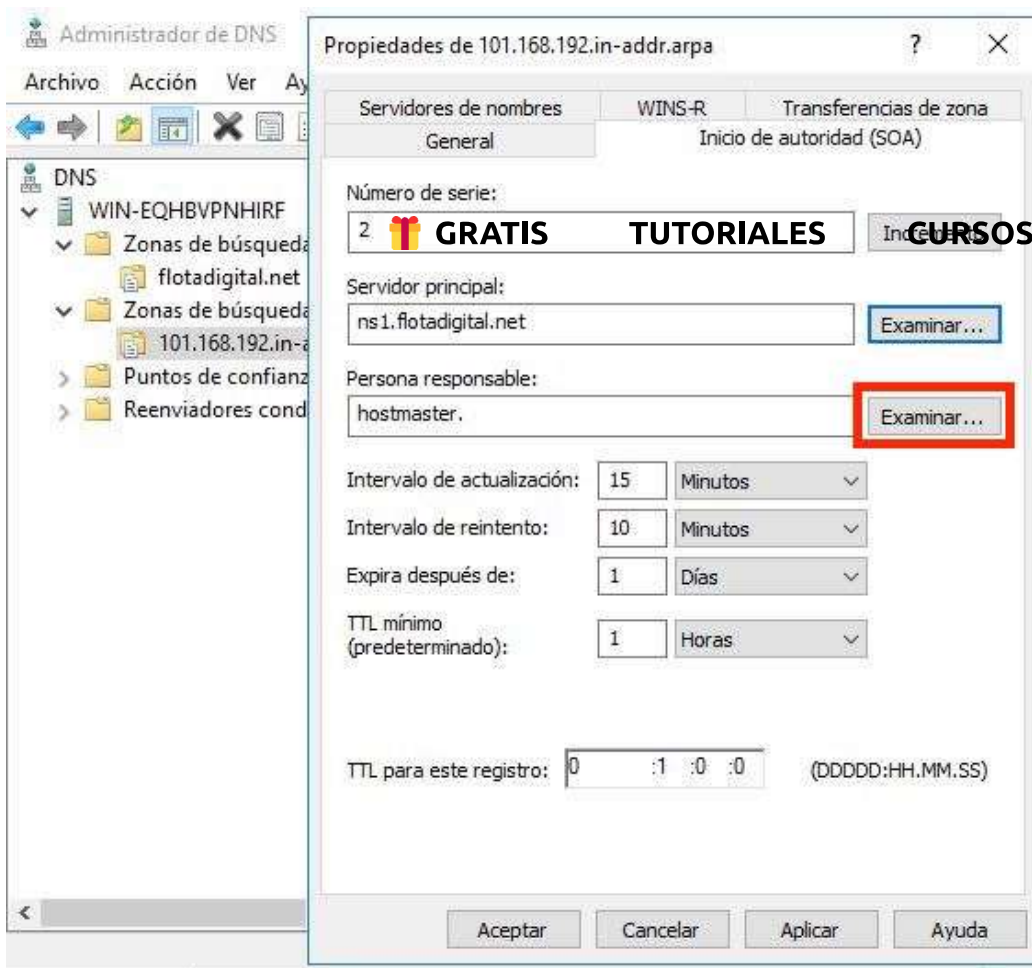 Administrador de DNS
Archivo Acción Ver Ay
DNS
WIN-EQHBVPNHIRF
Zonas de búsqueda
flotadigital.net
Zonas de búsqueda
101.168.192.in-a
Puntos de confianz
Reenviadores cond
Propiedades de 101.168.192.in-addr.arpa ?
Servidores de nombres WINS-R Transferencias de zona
General Inicio de autoridad (SOA)
Número de serie:
2 GRATIS TUTORIALES CURSOS
Servidor principal:
ns1.flotadigital.net Examinar...
Persona responsable:
hostmaster. Examinar...
Intervalo de actualización: 15 Minutos
Intervalo de reintento: 10 Minutos
Expira después de: 1 Días
TTL mínimo
(predeterminado): 1 Horas
TTL para este registro: 0 :1 :0 :0 (DDDDD:HH.MM.SS)
Aceptar Cancelar Aplicar Ayuda